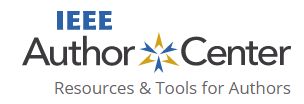 IEEE
Author Center
Resources & Tools for Authors